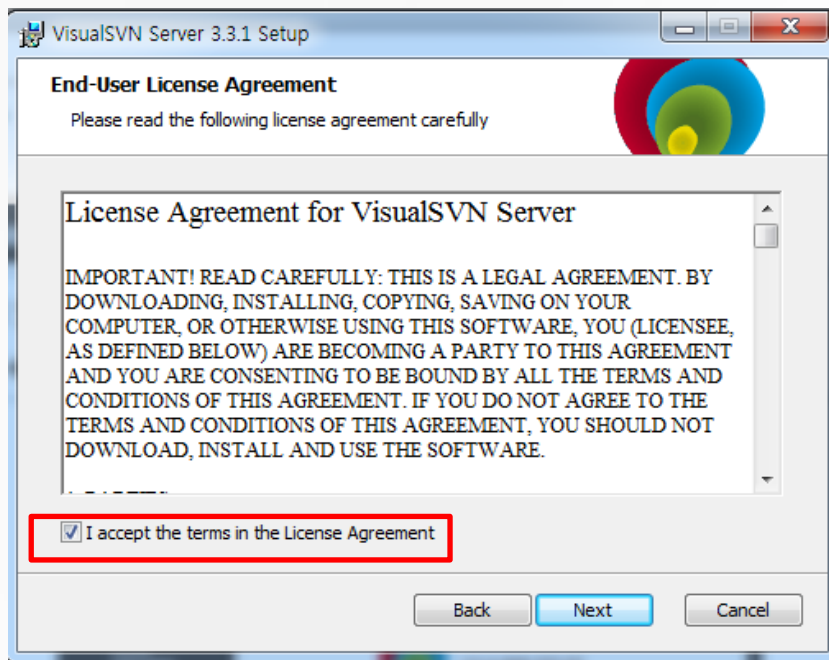 VisualSVN Server 3.3.1 Setup
End-User License Agreement
Please read the following license agreement carefully
License Agreement for VisualSVN Server
IMPORTANT! READ CAREFULLY: THIS IS A LEGAL AGREEMENT. BY
DOWNLOADING, INSTALLING, COPYING, SAVING ON YOUR
COMPUTER, OR OTHERWISE USING THIS SOFTWARE, YOU (LICENSEE,
AS DEFINED BELOW) ARE BECOMING A PARTY TO THIS AGREEMENT
AND YOU ARE CONSENTING TO BE BOUND BY ALL THE TERMS AND
CONDITIONS OF THIS AGREEMENT. IF YOU DO NOT AGREE TO THE
TERMS AND CONDITIONS OF THIS AGREEMENT, YOU SHOULD NOT
DOWNLOAD, INSTALL AND USE THE SOFTWARE.
I accept the terms in the License Agreement
Back Next Cancel